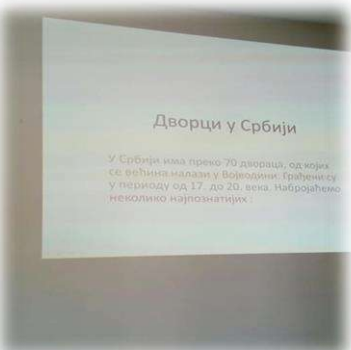 Дворци у Србији
У Србији има преко 70 двораца, од којих
се већина налази у Војводини. Грађени су
у периоду од 17. до 20. века. Набројаћемо
неколико најпознатијих :